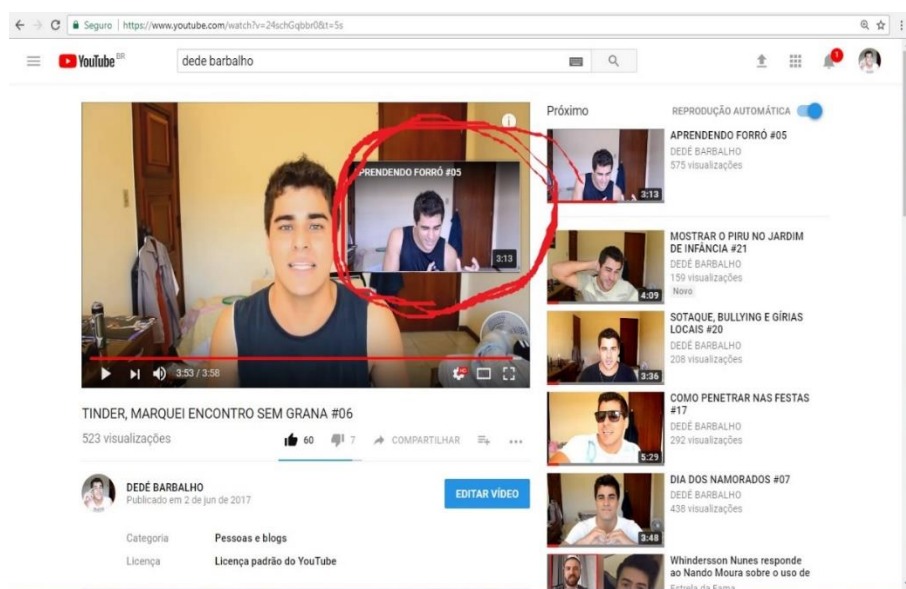 Seguro | https://www.youtube.com/watch?v=24schGqbbr0&t=5s
YouTube BR
dede barbalho
1
PRENDENDO FORRÓ #05
3:13
3:53 / 3:58
HD
TINDER, MARQUEI ENCONTRO SEM GRANA #06
523 visualizações
60
7
COMPARTILHAR
DEDÉ BARBALHO
Publicado em 2 de jun de 2017
EDITAR VÍDEO
Categoria Pessoas e blogs
Licença Licença padrão do YouTube
Próximo
REPRODUÇÃO AUTOMÁTICA
APRENDENDO FORRÓ #05
DEDÉ BARBALHO
575 visualizações
3:13
MOSTRAR O PIRU NO JARDIM
DE INFÂNCIA #21
DEDÉ BARBALHO
159 visualizações
Novo
4:09
SOTAQUE, BULLYING E GÍRIAS
LOCAIS #20
DEDÉ BARBALHO
208 visualizações
3:36
COMO PENETRAR NAS FESTAS
#17
DEDÉ BARBALHO
292 visualizações
5:29
DIA DOS NAMORADOS #07
DEDÉ BARBALHO
438 visualizações
3:48
Whindersson Nunes responde
ao Nando Moura sobre o uso de
Estrela da Fama